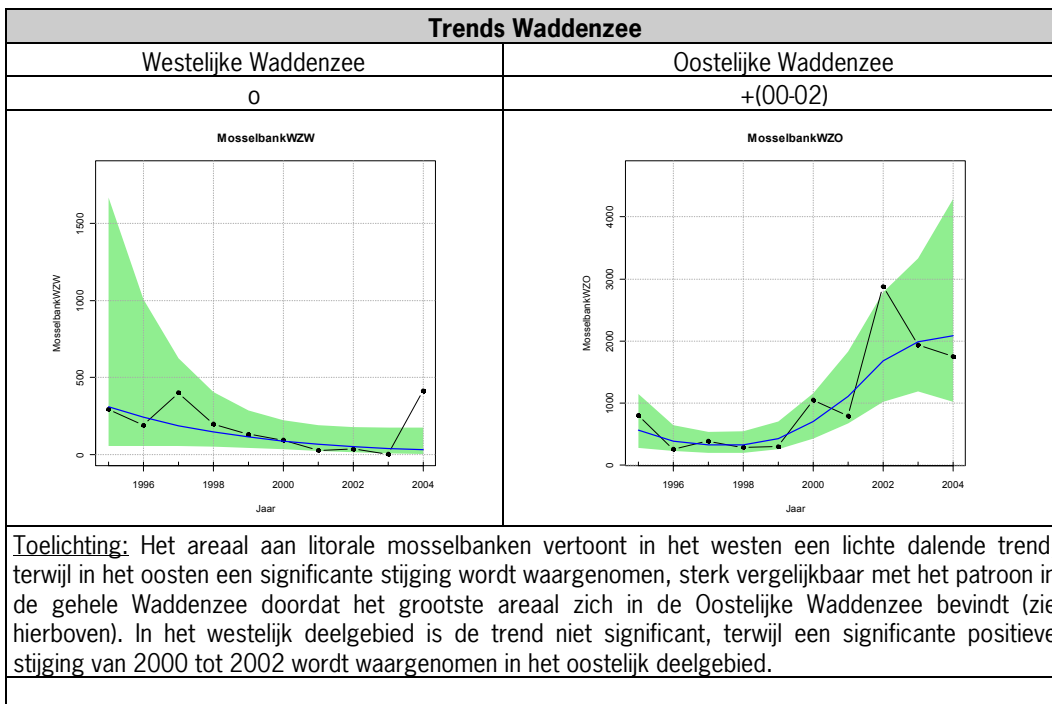 Trends Waddenzee
Westelijke Waddenzee
Oostelijke Waddenzee
o
+(00-02)
MosselbankWZW
MosselbankWZW
0
500
1000
1500
1996
1998
2000
2002
2004
Jaar
MosselbankWZO
MosselbankWZO
0
1000
2000
3000
4000
1996
1998
2000
2002
2004
Jaar
Toelichting: Het areaal aan litorale mosselbanken vertoont in het westen een lichte dalende trend
terwijl in het oosten een significante stijging wordt waargenomen, sterk vergelijkbaar met het patroon in
de gehele Waddenzee doordat het grootste areaal zich in de Oostelijke Waddenzee bevindt (zie
hierboven). In het westelijk deelgebied is de trend niet significant, terwijl een significante positieve
stijging van 2000 tot 2002 wordt waargenomen in het oostelijk deelgebied.